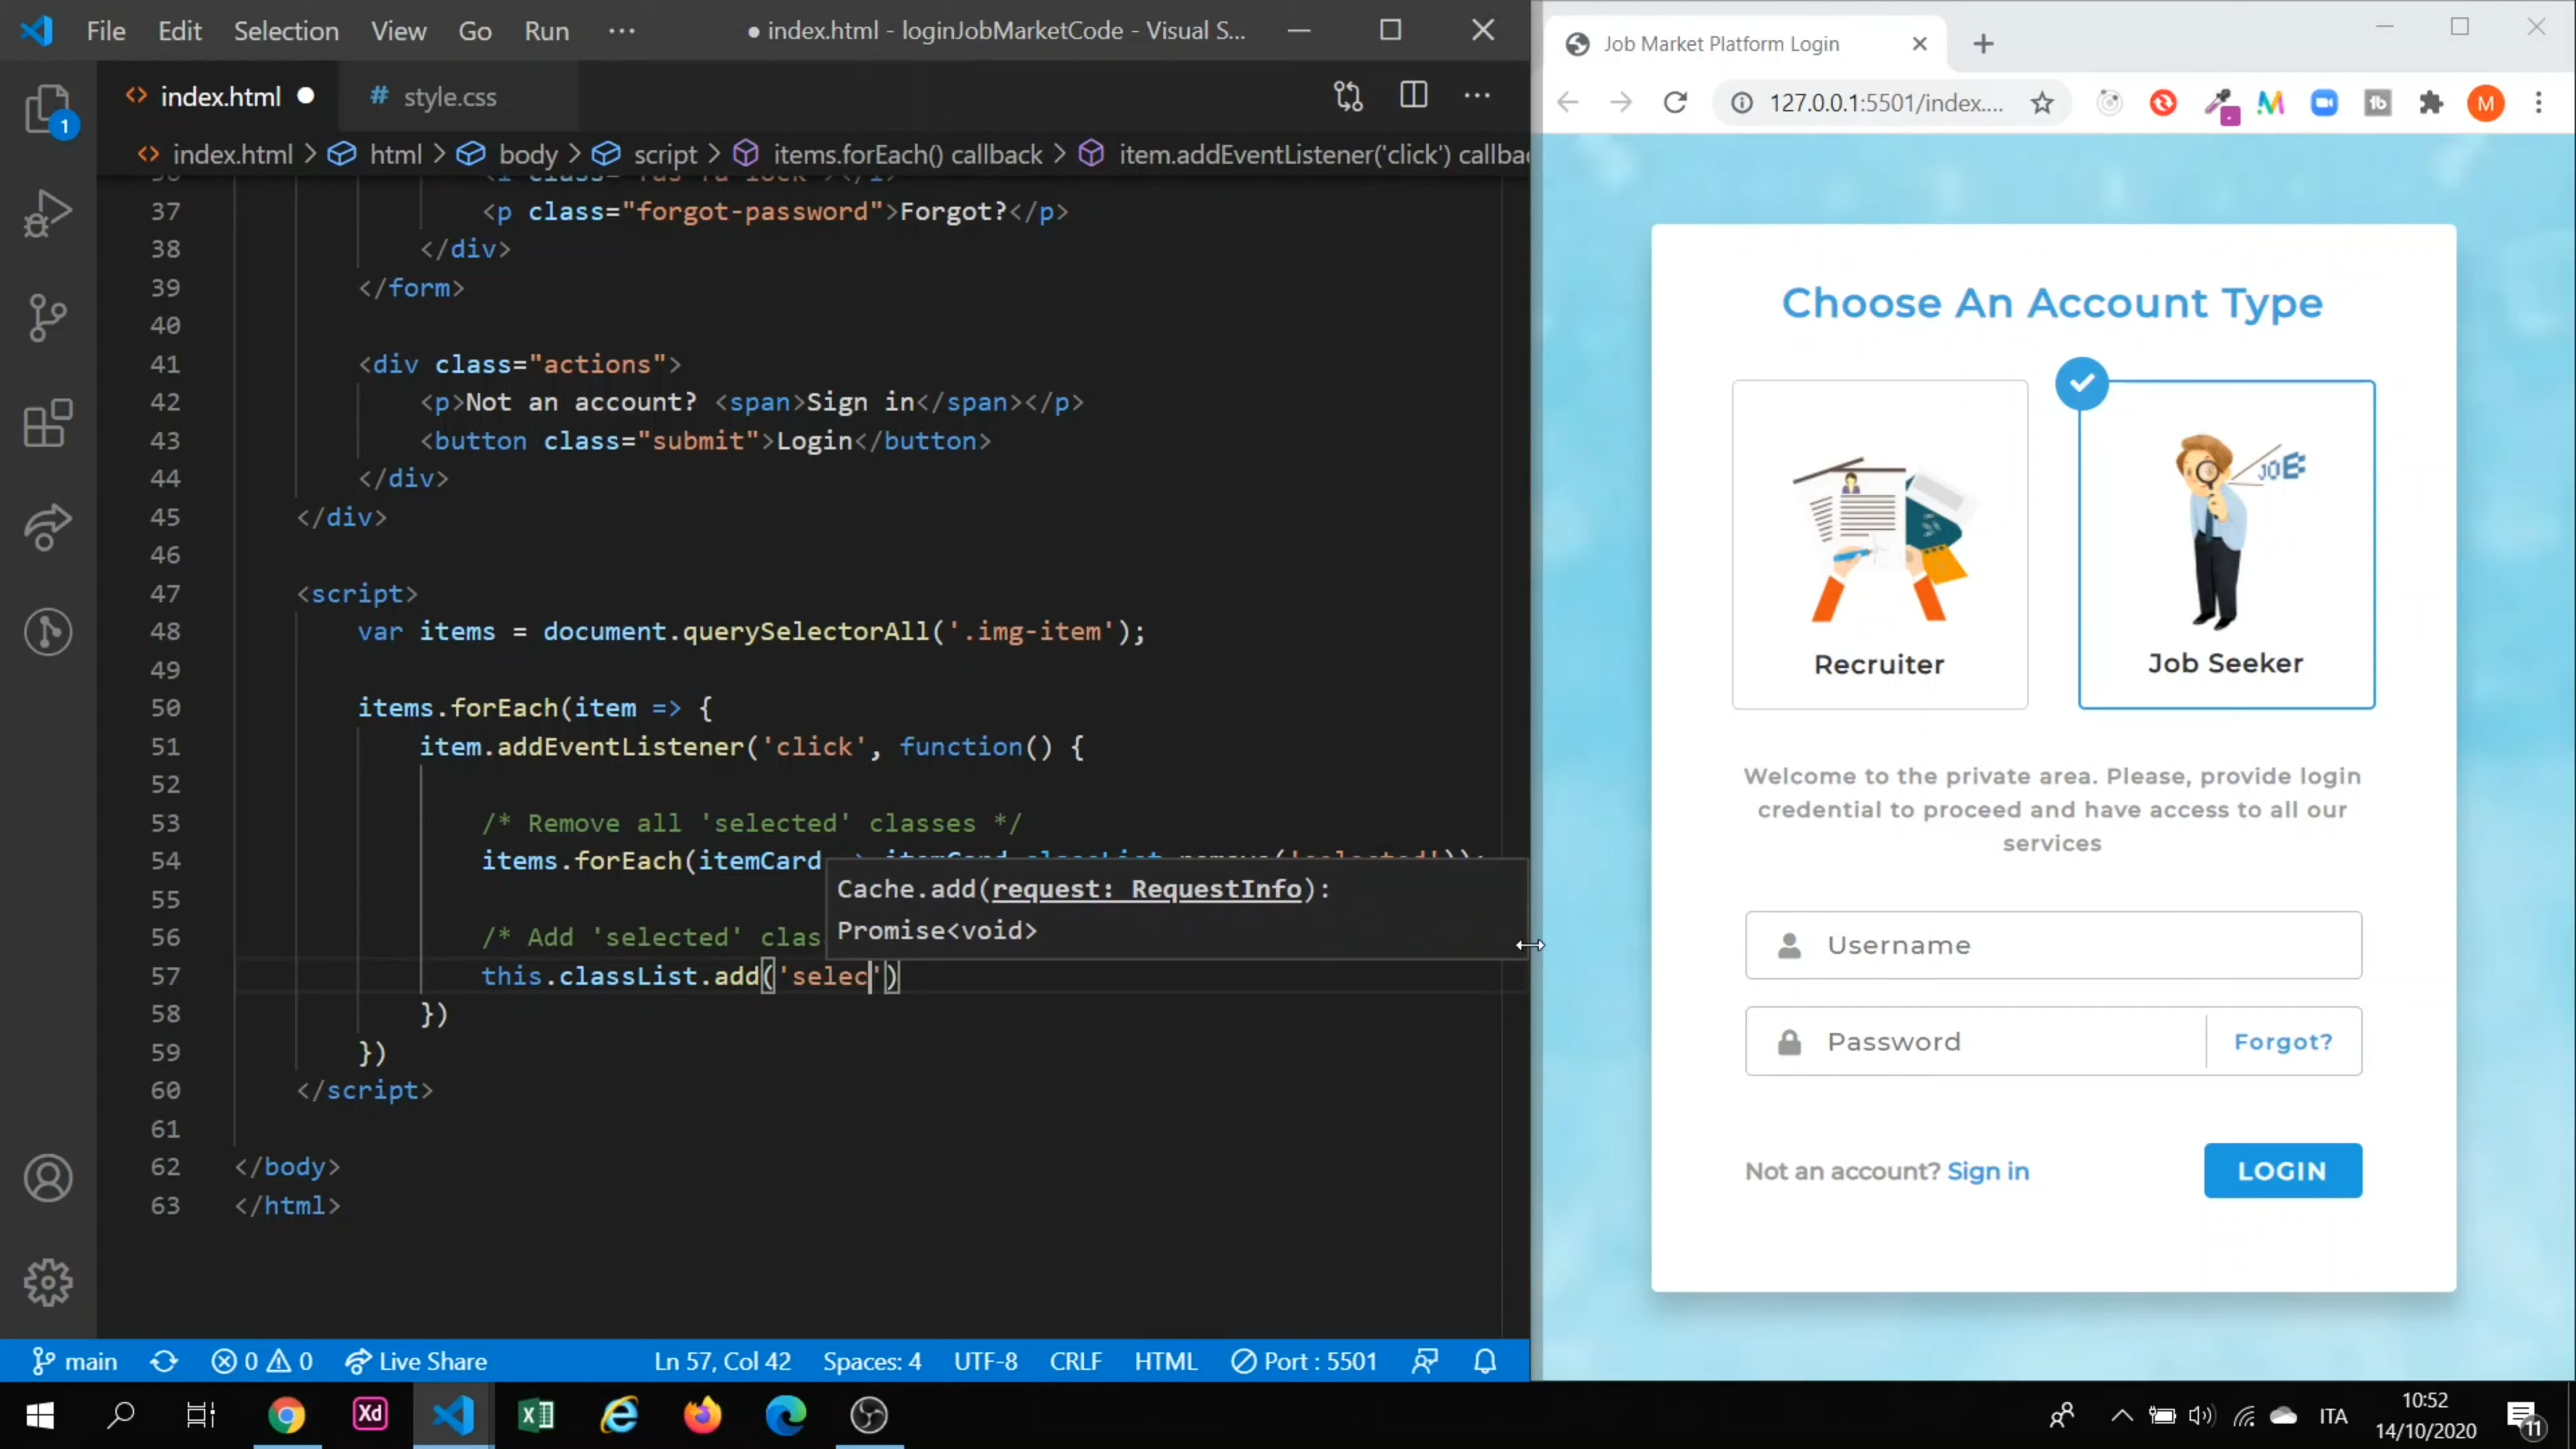 File Edit Selection View Go Run ··· ● index.html - loginJobMarketCode - Visual S...
index.html ● # style.css
index.html > html > body > script > items.forEach() callback > item.addEventListener('click') callbac
37 <p class="forgot-password">Forgot?</p>
38 </div>
39 </form>
40
41 <div class="actions">
42 <p>Not an account? <span>Sign in</span></p>
43 <button class="submit">Login</button>
44 </div>
45 </div>
46
47 <script>
48 var items = document.querySelectorAll('.img-item');
49
50 items.forEach(item => {
51 item.addEventListener('click', function() {
52
53 /* Remove all 'selected' classes */
54 items.forEach(itemCard => itemCard.classList.remove('selected'));
Cache.add(request: RequestInfo):
Promise<void>
55
56 /* Add 'selected' clas
57 this.classList.add('selec')
58 })
59 })
60 </script>
61
62 </body>
63 </html>
1
main 0 0 Live Share Ln 57, Col 42 Spaces: 4 UTF-8 CRLF HTML Port : 5501
Job Market Platform Login
127.0.0.1:5501/index....
M
Choose An Account Type
JOB
Recruiter
Job Seeker
Welcome to the private area. Please, provide login
credential to proceed and have access to all our
services
Username
Password Forgot?
Not an account? Sign in LOGIN
Xd
ITA
10:52
14/10/2020
11